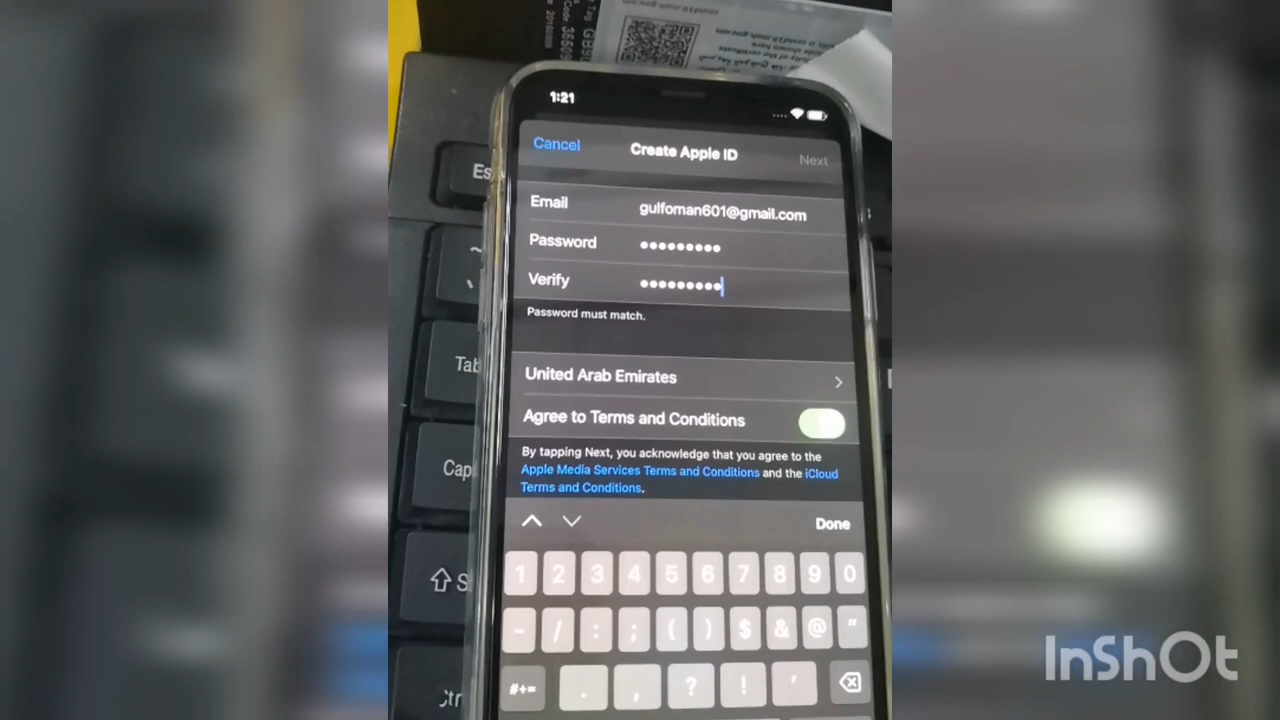 1:21
Cancel
Create Apple ID
Next
Email
gulfoman601@gmail.com
Password
•••••••••
Verify
•••••••••
Password must match.
United Arab Emirates
Agree to Terms and Conditions
By tapping Next, you acknowledge that you agree to the
Apple Media Services Terms and Conditions and the iCloud
Terms and Conditions.
Done
1 2 3 4 5 6 7 8 9 0
- / : ; ( ) $ & @ "
#+= . , ? ! '
Es
Tab
Cap
InShOt